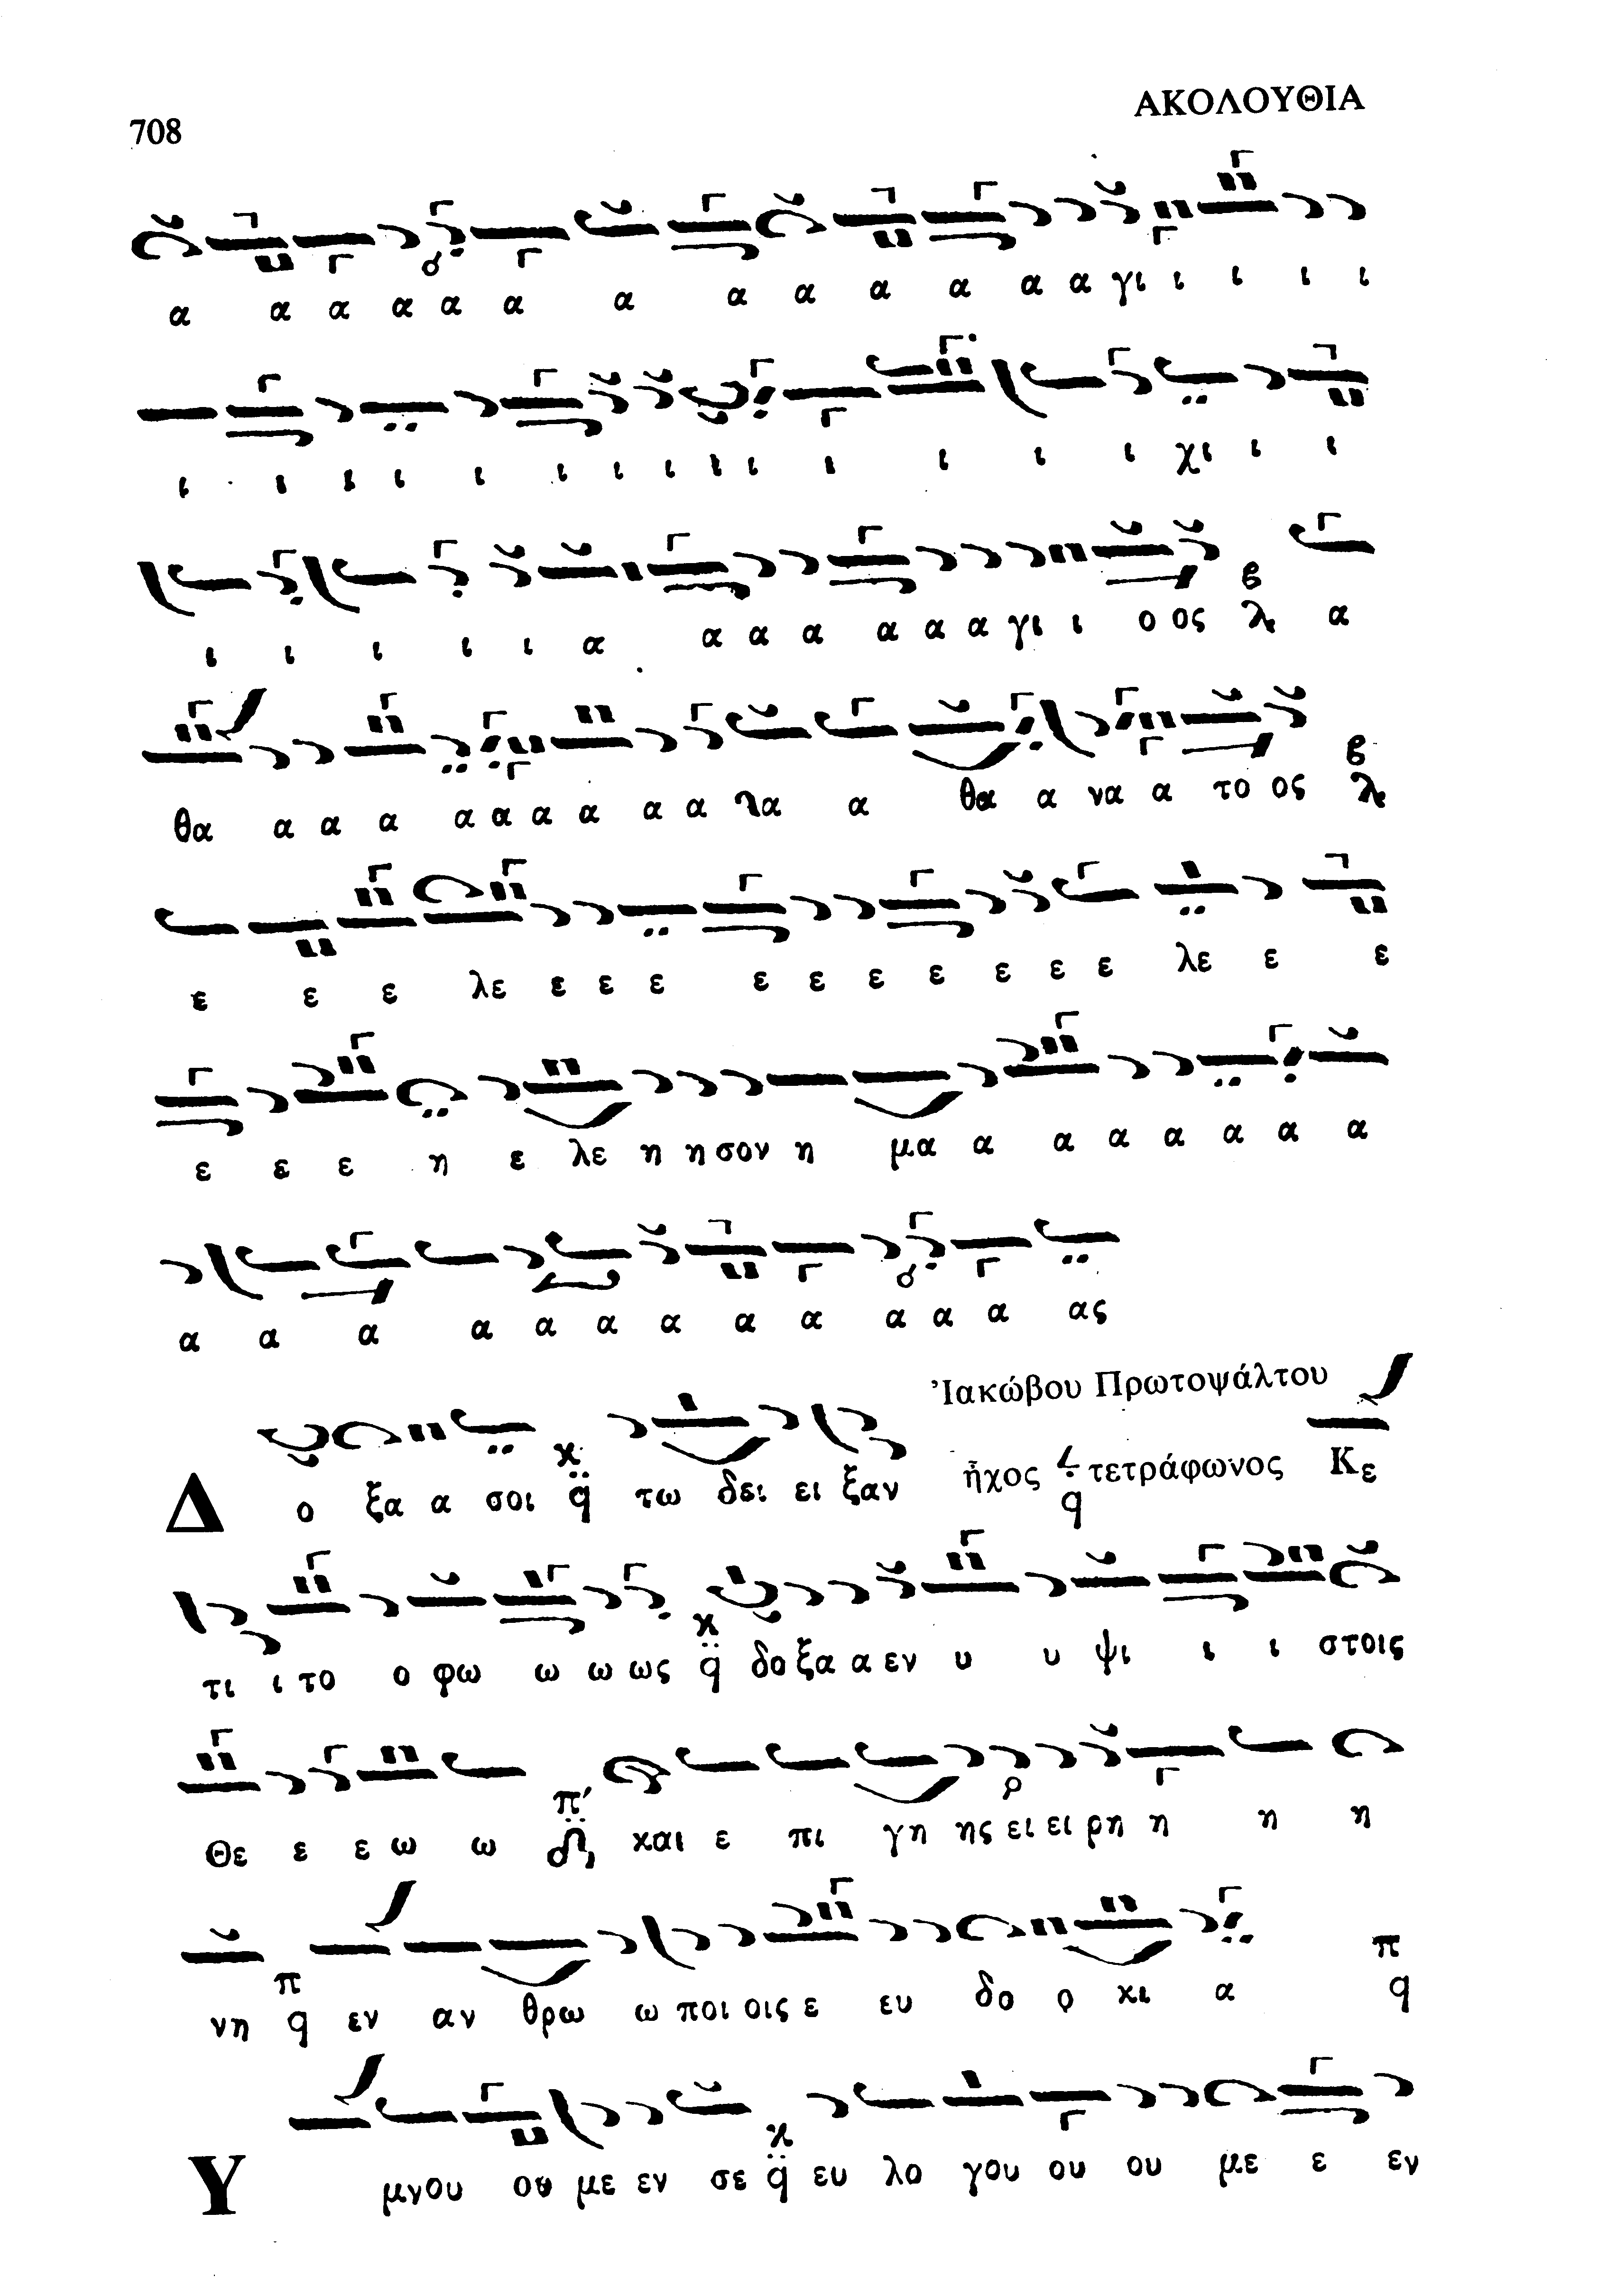 708
ΑΚΟΛΟΥΘΙΑ
α α α α α α α α α α α α α γι ι ι ι ι
ι ι ι ι ι ι ι ι ι ι ι ι ι ι χι ι ι
ι ι ι ι ι α α α α α α α γι ι ο ος α
θα α α α α α α α α α λα α θα α να α το ος
ε ε ε λε ε ε ε ε ε ε ε ε ε ε λε ε ε
ε ε ε η ε λε η η σον η μα α α α α α α α
α α α α α α α α α α α α ας
Ἰακώβου Πρωτοψάλτου
Δ ο ξα α σοι τω δει ει ξαν ἦχος τετράφωνος Κε
τι ι το ο φω ω ω ως δο ξα α εν υ υ ψι ι ι στοις
Θε ε ε ω ω και ε πι γη ης ει ει ρη η η η
νη εν αν θρω ω ποι οις ε ευ δο ο κι α
Υ μνου ου με εν σε ευ λο γου ου ου με ε εν